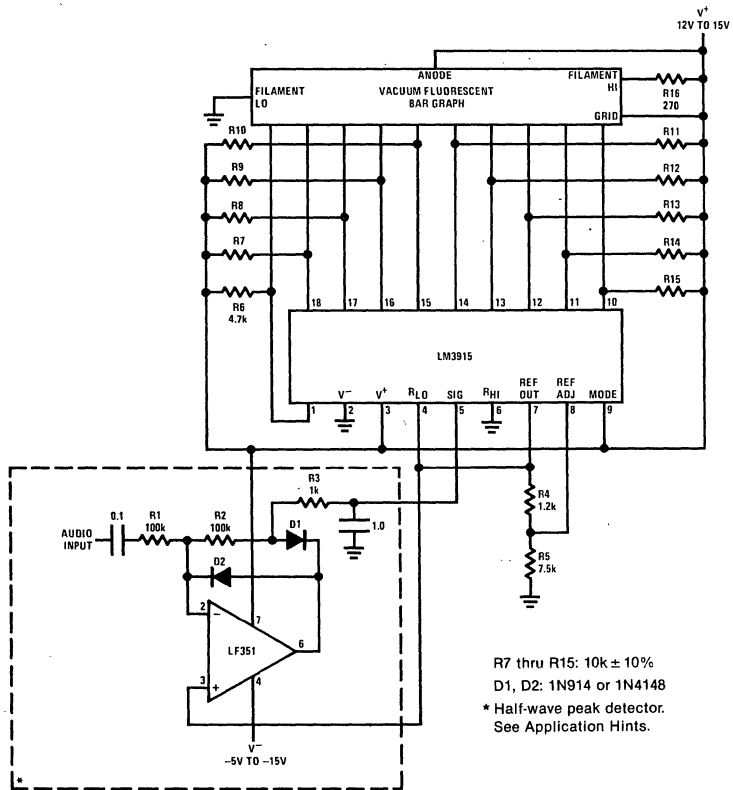 V+
12V TO 15V
ANODE
FILAMENT LO
VACUUM FLUORESCENT
BAR GRAPH
FILAMENT HI
GRID
R16
270
R10
R11
R9
R12
R8
R13
R7
R14
R6
4.7k
R15
18 17 16 15 14 13 12 11 10
LM3915
V− V+ RLO SIG RHI REF OUT REF ADJ MODE
1 2 3 4 5 6 7 8 9
R3
1k
R4
1.2k
0.1
R1
100k
R2
100k
D1
1.0
AUDIO
INPUT
D2
R5
7.5k
2
−
7
LF351
6
3
+
4
V−
−5V TO −15V
R7 thru R15: 10k ± 10%
D1, D2: 1N914 or 1N4148
* Half-wave peak detector.
See Application Hints.
*